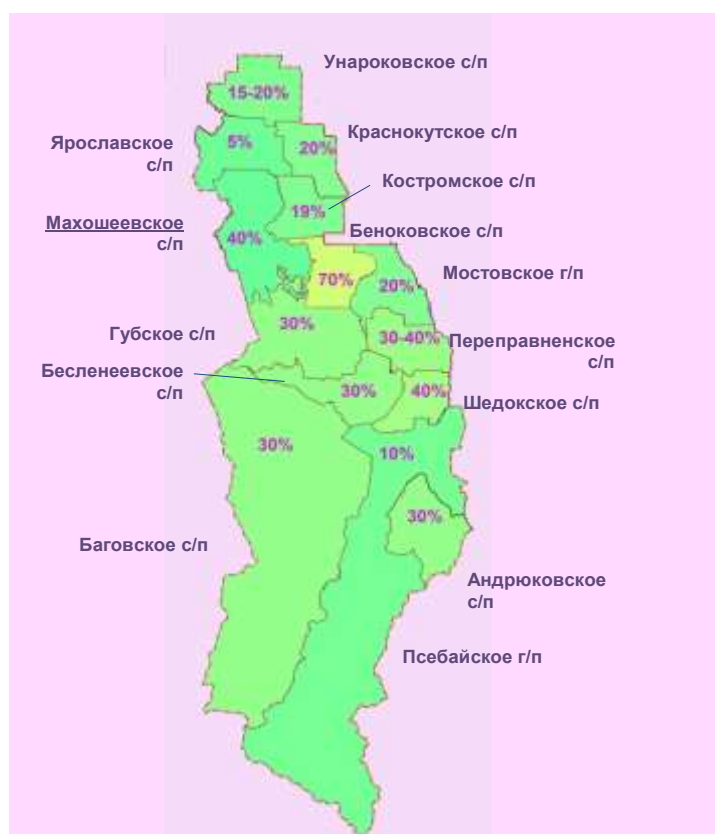 Унароковское с/п
15-20%
Краснокутское с/п
Ярославское
с/п
5%
20%
Костромское с/п
19%
Махошеевское
с/п
40%
Беноковское с/п
70%
Мостовское г/п
20%
Губское с/п
30%
30-40%
Переправненское
с/п
Бесленеевское
с/п
30%
40%
Шедокское с/п
30%
10%
30%
Баговское с/п
Андрюковское
с/п
Псебайское г/п